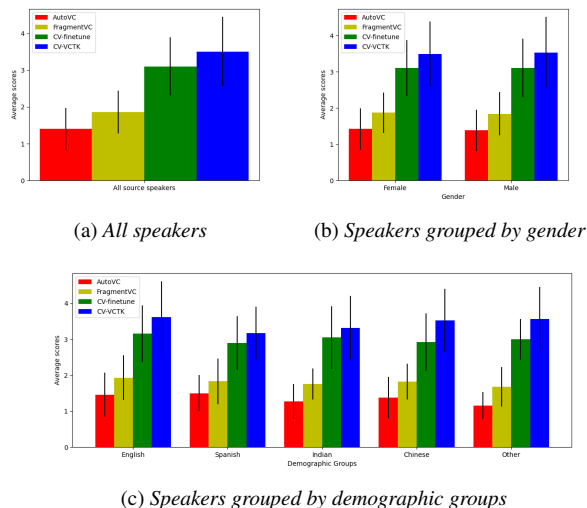 AutoVC
FragmentVC
CV-finetune
CV-VCTK
Average scores
4
3
2
1
0
All source speakers
(a) All speakers
AutoVC
FragmentVC
CV-finetune
CV-VCTK
Average scores
4
3
2
1
0
Female
Male
Gender
(b) Speakers grouped by gender
AutoVC
FragmentVC
CV-finetune
CV-VCTK
Average scores
4
3
2
1
0
English
Spanish
Indian
Chinese
Other
Demographic Groups
(c) Speakers grouped by demographic groups